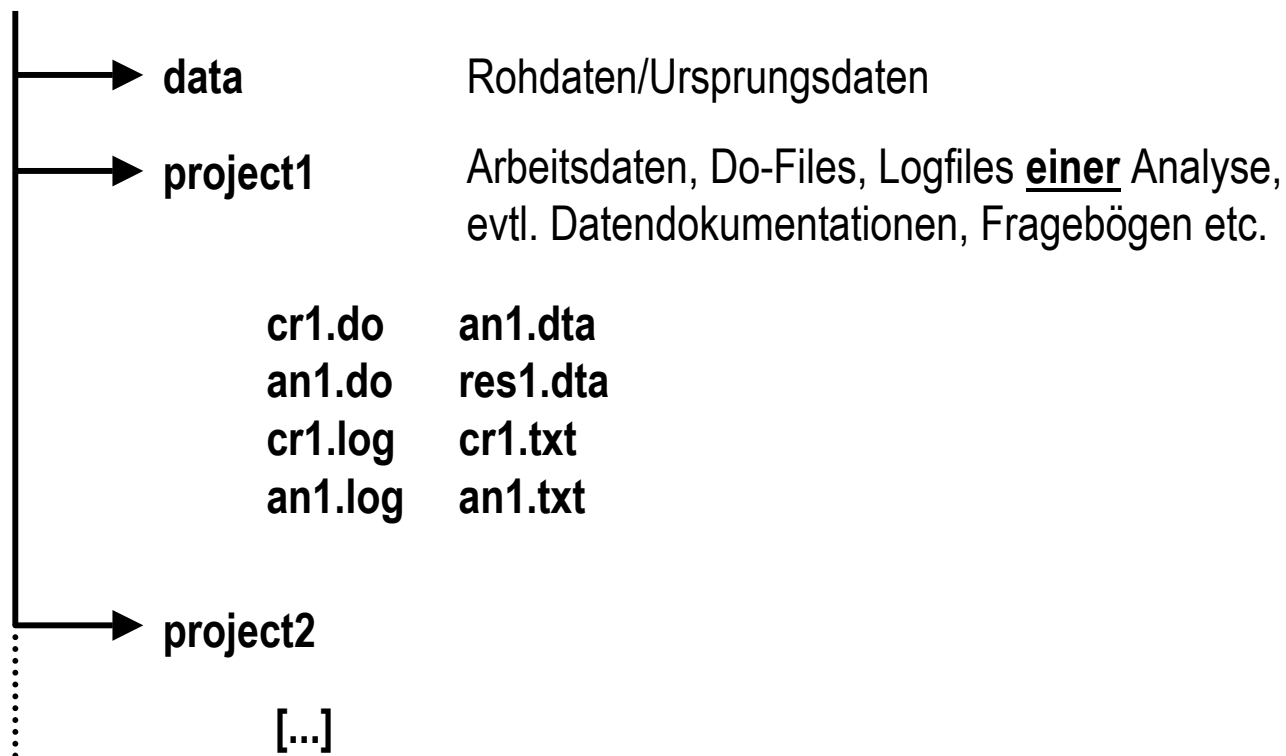 data Rohdaten/Ursprungsdaten
project1 Arbeitsdaten, Do-Files, Logfiles einer Analyse,
evtl. Datendokumentationen, Fragebögen etc.
cr1.do an1.dta
an1.do res1.dta
cr1.log cr1.txt
an1.log an1.txt
project2
[...]